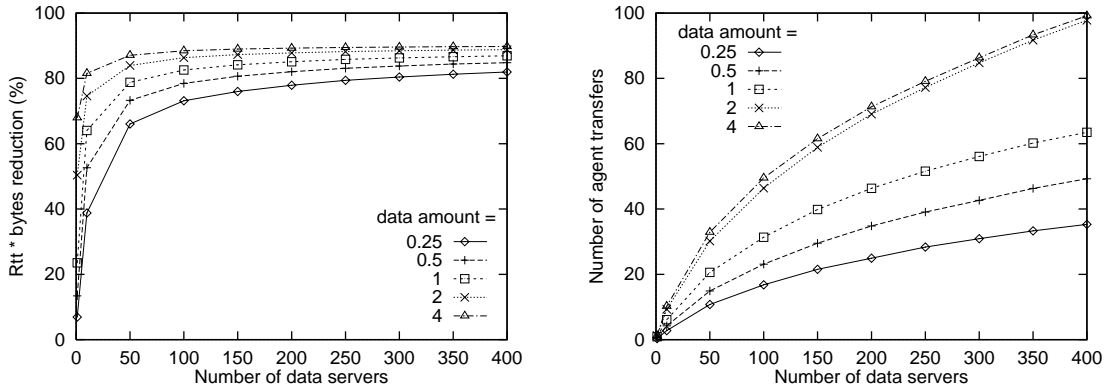 Rtt * bytes reduction (%)
100
80
60
40
20
0
data amount =
0.25
0.5
1
2
4
0 50 100 150 200 250 300 350 400
Number of data servers
Number of agent transfers
100
80
60
40
20
0
data amount =
0.25
0.5
1
2
4
0 50 100 150 200 250 300 350 400
Number of data servers